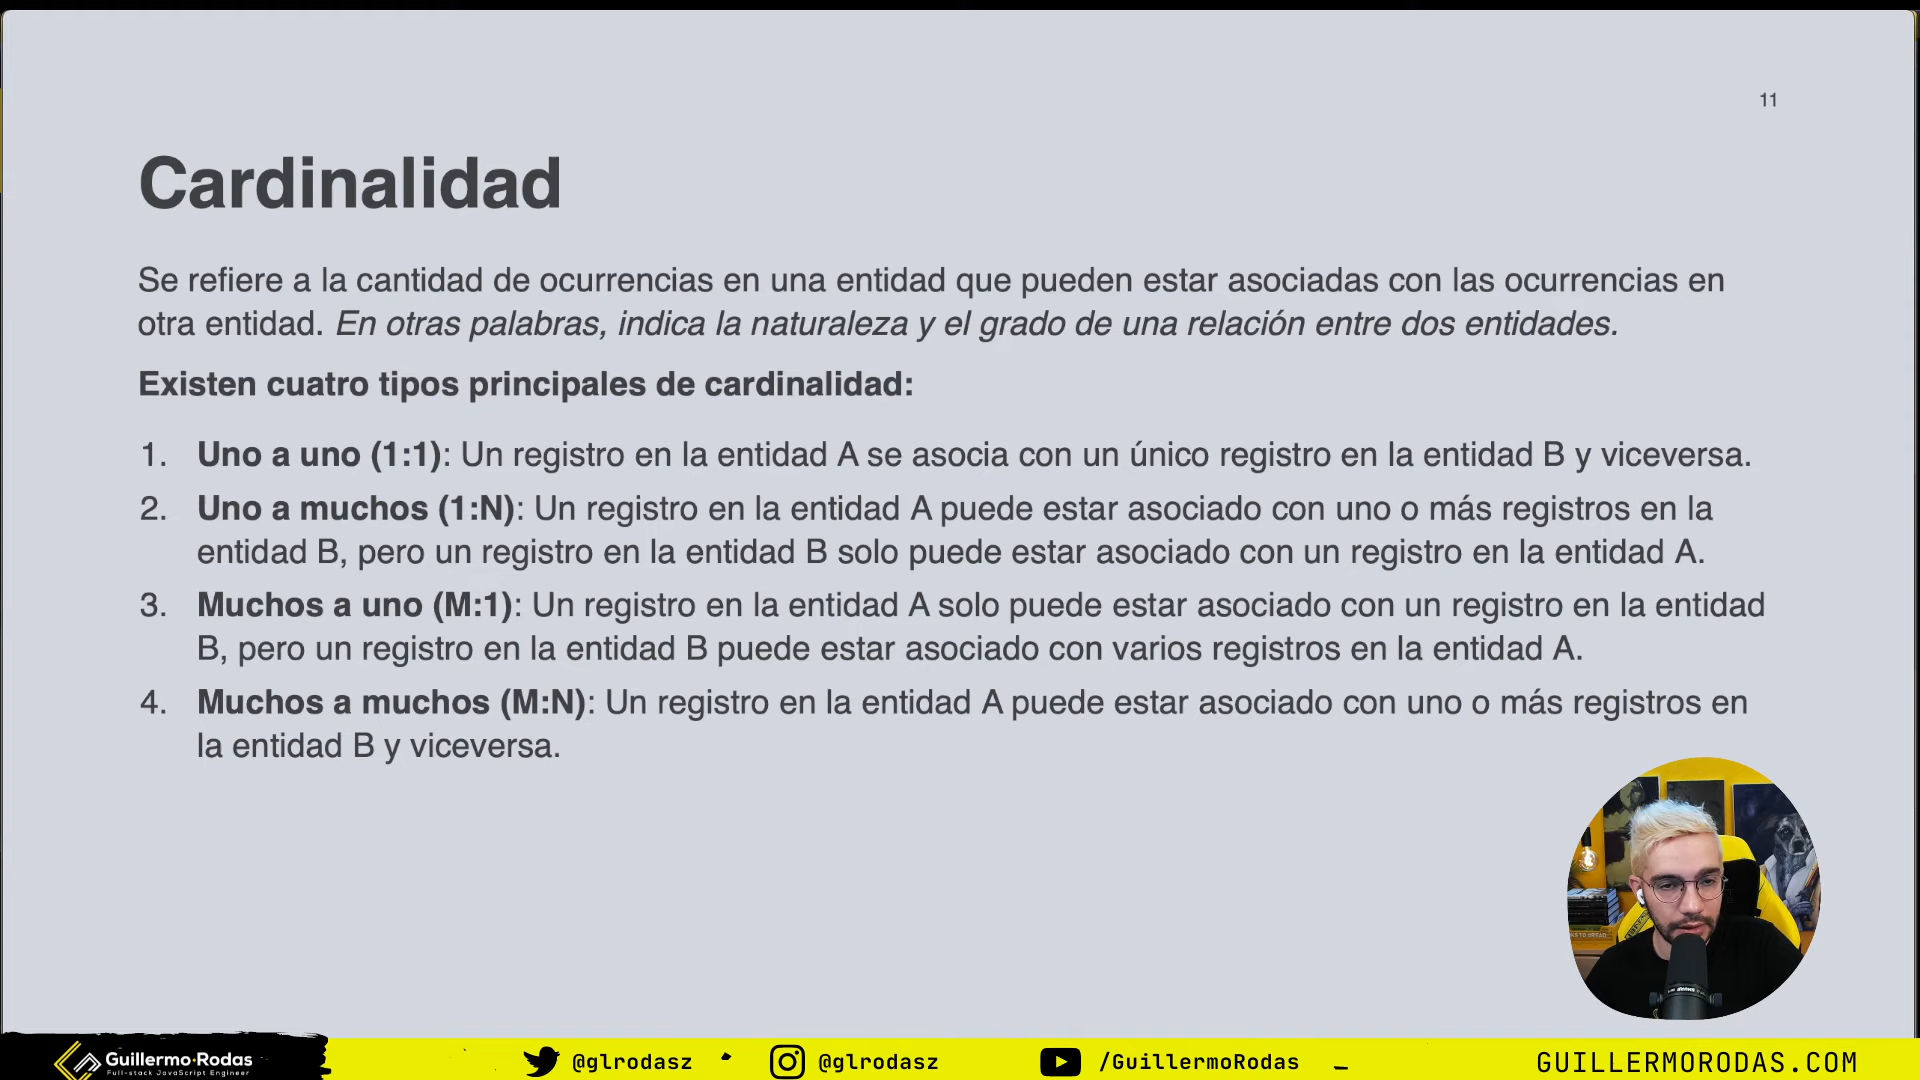 11
Cardinalidad
Se refiere a la cantidad de ocurrencias en una entidad que pueden estar asociadas con las ocurrencias en
otra entidad. En otras palabras, indica la naturaleza y el grado de una relación entre dos entidades.
Existen cuatro tipos principales de cardinalidad:
1. Uno a uno (1:1): Un registro en la entidad A se asocia con un único registro en la entidad B y viceversa.
2. Uno a muchos (1:N): Un registro en la entidad A puede estar asociado con uno o más registros en la
entidad B, pero un registro en la entidad B solo puede estar asociado con un registro en la entidad A.
3. Muchos a uno (M:1): Un registro en la entidad A solo puede estar asociado con un registro en la entidad
B, pero un registro en la entidad B puede estar asociado con varios registros en la entidad A.
4. Muchos a muchos (M:N): Un registro en la entidad A puede estar asociado con uno o más registros en
la entidad B y viceversa.
Guillermo·Rodas
Full-stack JavaScript Engineer
@glrodasz
@glrodasz
/GuillermoRodas
GUILLERMORODAS.COM